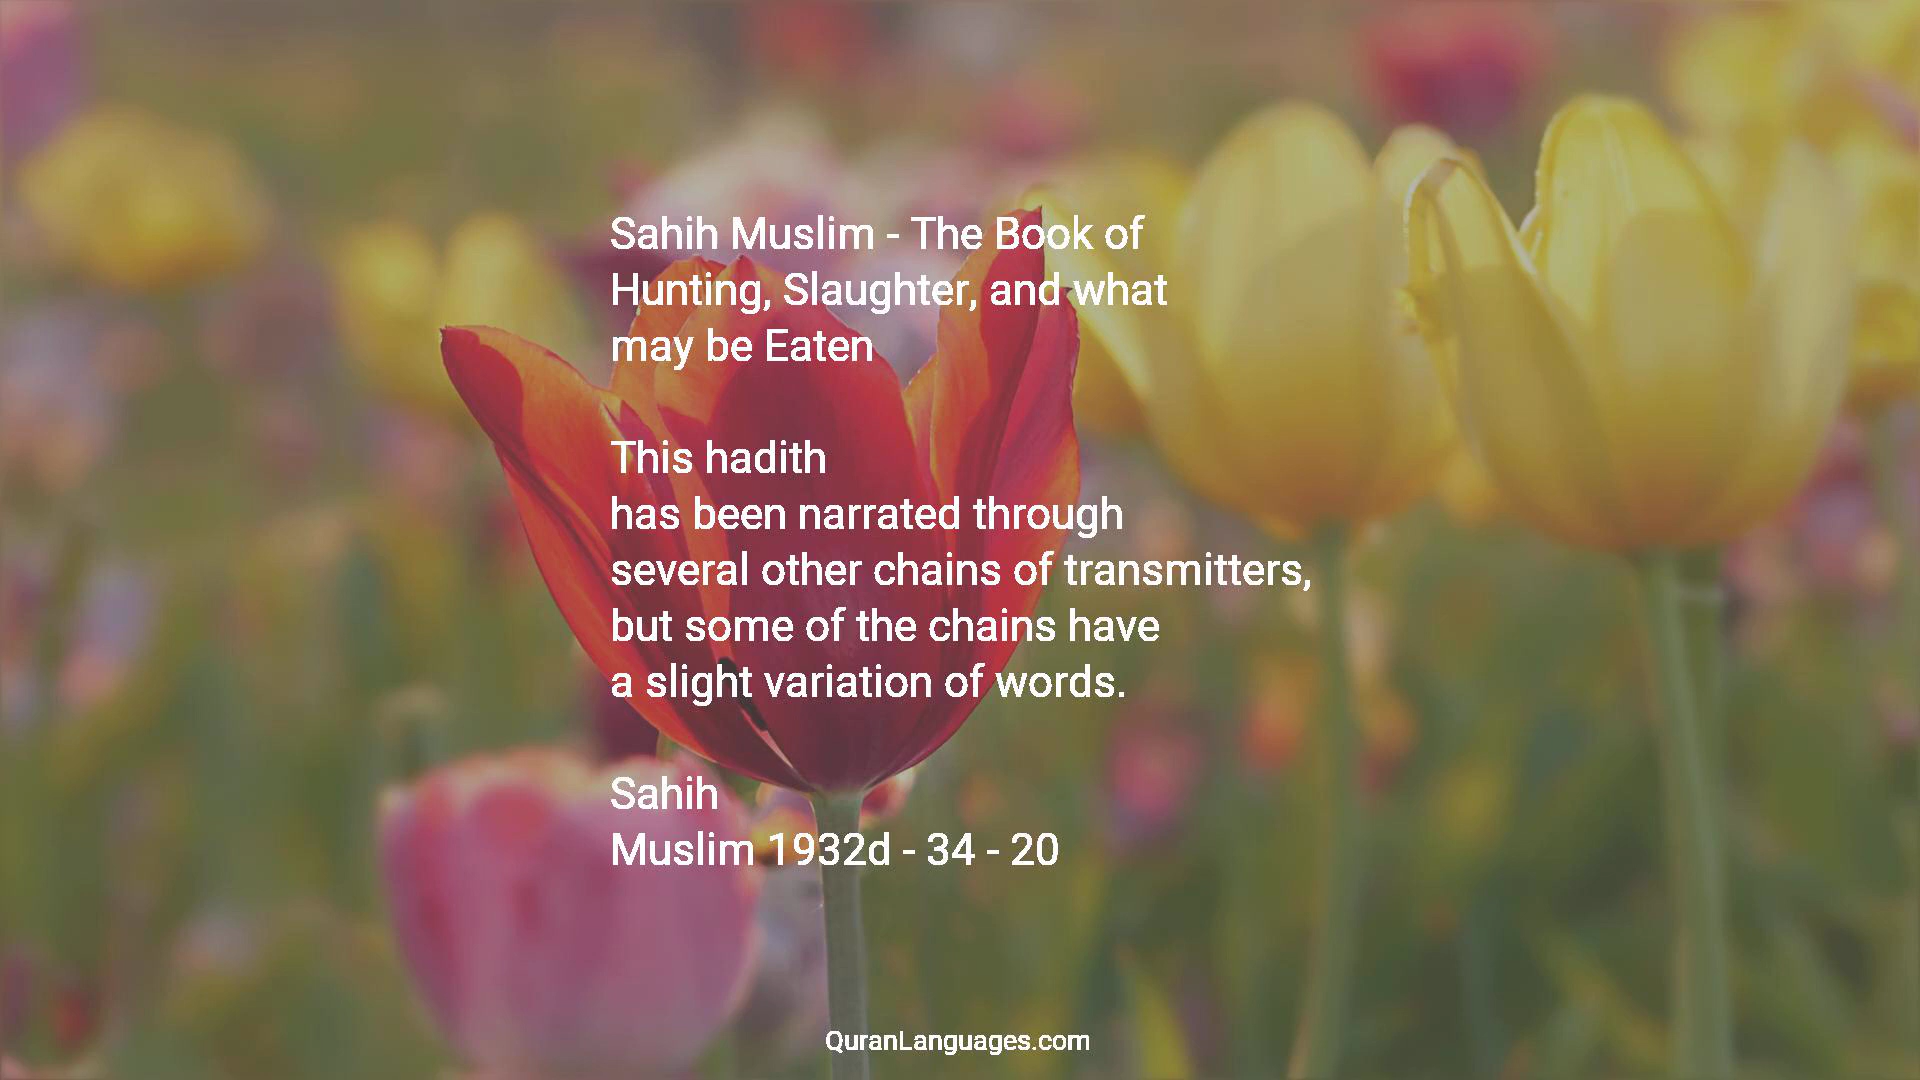 Sahih Muslim - The Book of
Hunting, Slaughter, and what
may be Eaten
This hadith
has been narrated through
several other chains of transmitters,
but some of the chains have
a slight variation of words.
Sahih
Muslim 1932d - 34 - 20
QuranLanguages.com